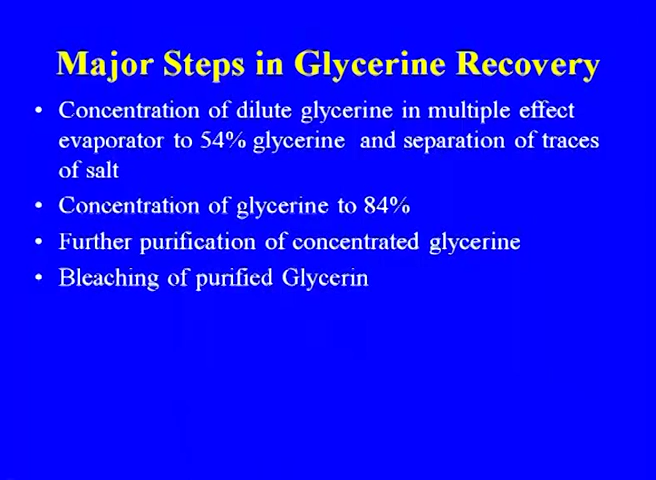 Major Steps in Glycerine Recovery
• Concentration of dilute glycerine in multiple effect
evaporator to 54% glycerine and separation of traces
of salt
• Concentration of glycerine to 84%
• Further purification of concentrated glycerine
• Bleaching of purified Glycerin